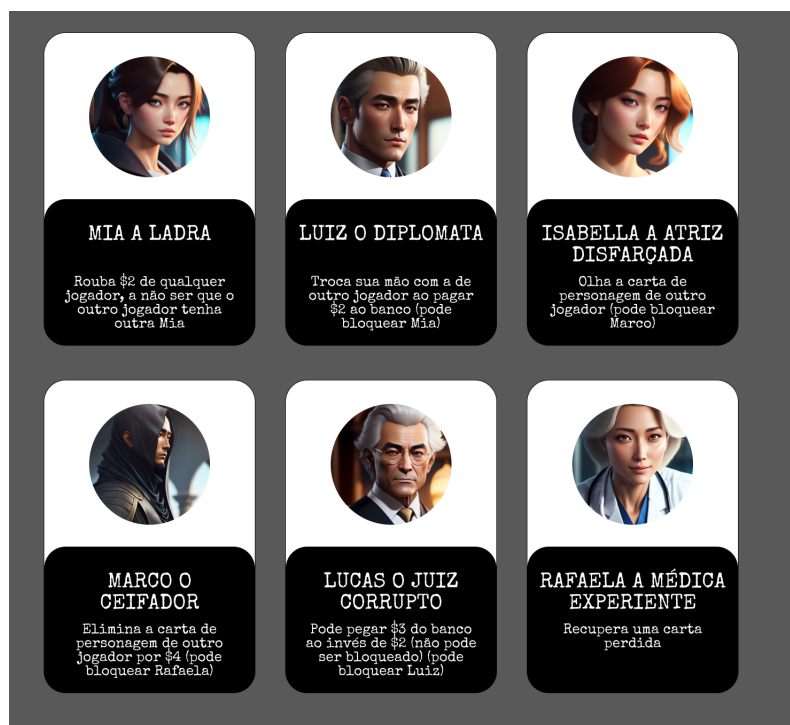 MIA A LADRA
Rouba $2 de qualquer
jogador, a não ser que o
outro jogador tenha
outra Mia
LUIZ O DIPLOMATA
Troca sua mão com a de
outro jogador ao pagar
$2 ao banco (pode
bloquear Mia)
ISABELLA A ATRIZ
DISFARÇADA
Olha a carta de
personagem de outro
jogador (pode bloquear
Marco)
MARCO O
CEIFADOR
Elimina a carta de
personagem de outro
jogador por $4 (pode
bloquear Rafaela)
LUCAS O JUIZ
CORRUPTO
Pode pegar $3 do banco
ao invés de $2 (não pode
ser bloqueado) (pode
bloquear Luiz)
RAFAELA A MÉDICA
EXPERIENTE
Recupera uma carta
perdida